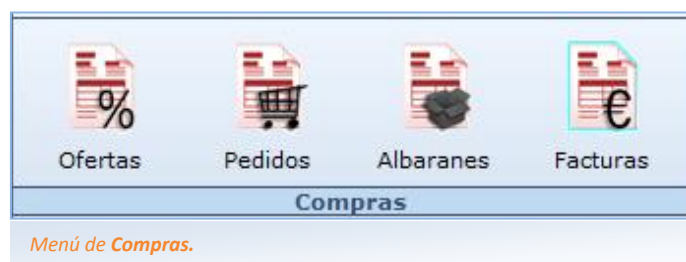 %
€
Ofertas Pedidos Albaranes Facturas
Compras
Menú de Compras.